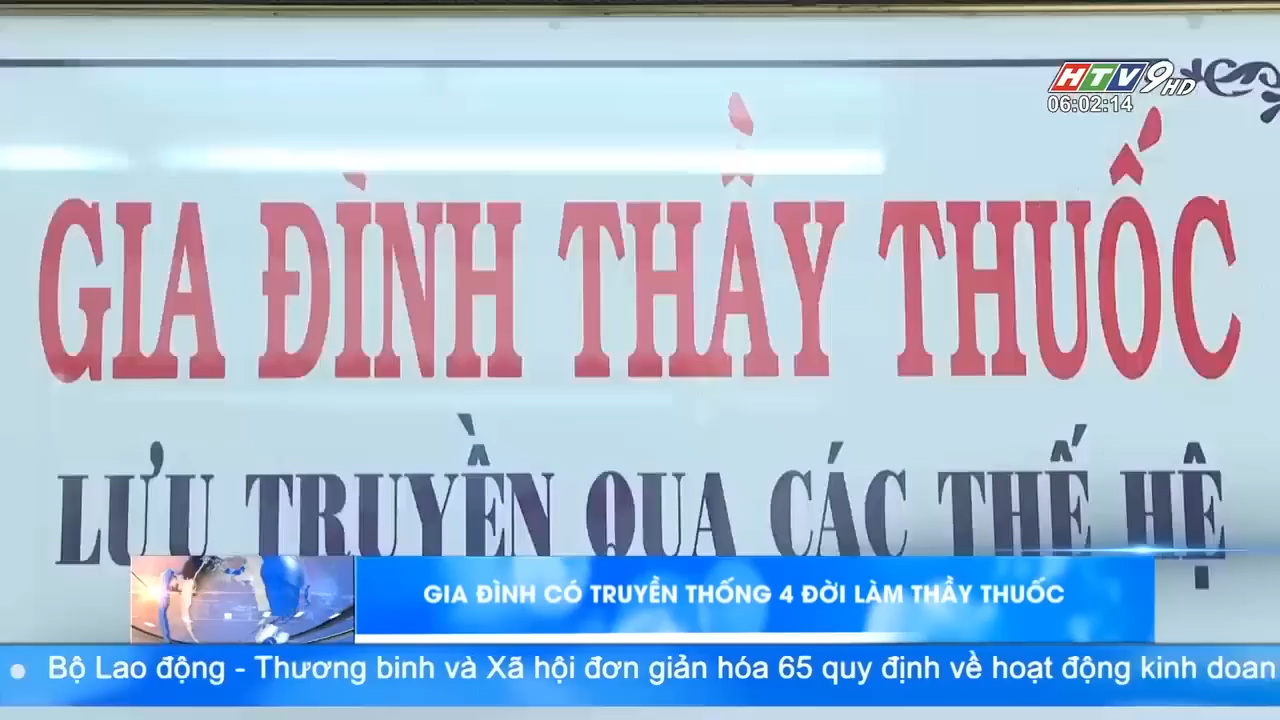 HTV9 HD
06:02:14
GIA ĐÌNH THẦY THUỐC
LƯU TRUYỀN QUA CÁC THẾ HỆ
GIA ĐÌNH CÓ TRUYỀN THỐNG 4 ĐỜI LÀM THẦY THUỐC
Bộ Lao động - Thương binh và Xã hội đơn giản hóa 65 quy định về hoạt động kinh doan